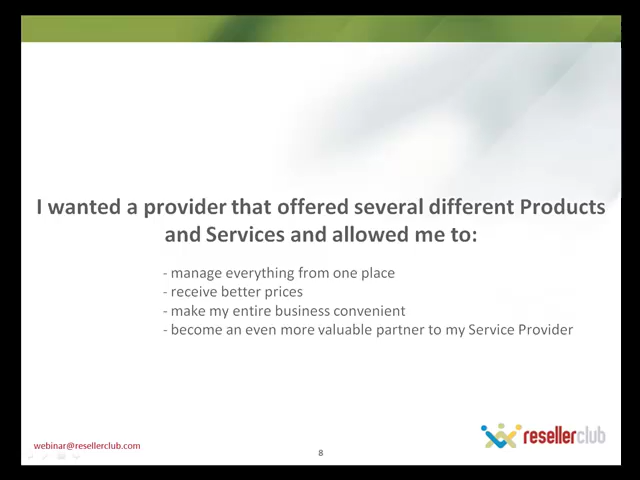 I wanted a provider that offered several different Products
and Services and allowed me to:
- manage everything from one place
- receive better prices
- make my entire business convenient
- become an even more valuable partner to my Service Provider
webinar@resellerclub.com
8
resellerclub